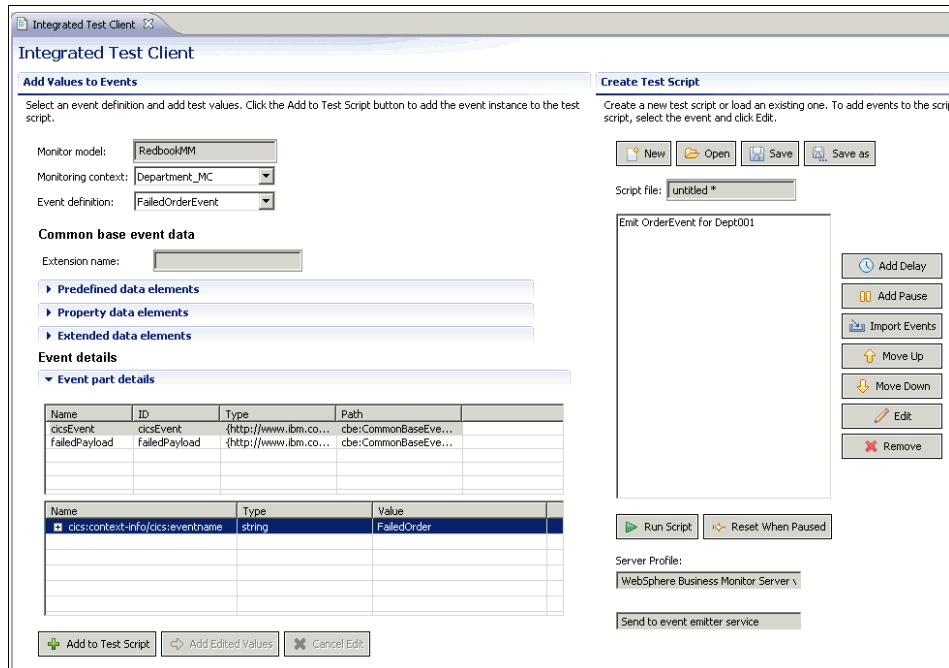 Integrated Test Client
Integrated Test Client
Add Values to Events
Select an event definition and add test values. Click the Add to Test Script button to add the event instance to the test
script.
Monitor model: RedbookMM
Monitoring context: Department_MC
Event definition: FailedOrderEvent
Common base event data
Extension name:
Predefined data elements
Property data elements
Extended data elements
Event details
Event part details
Name ID Type Path
cicsEvent cicsEvent {http://www.ibm.co... cbe:CommonBaseEve...
failedPayload failedPayload {http://www.ibm.co... cbe:CommonBaseEve...
Name Type Value
cics:context-info/cics:eventname string FailedOrder
Add to Test Script Add Edited Values Cancel Edit
Create Test Script
Create a new test script or load an existing one. To add events to the scri
script, select the event and click Edit.
New Open Save Save as
Script file: untitled *
Emit OrderEvent for Dept001
Add Delay
Add Pause
Import Events
Move Up
Move Down
Edit
Remove
Run Script Reset When Paused
Server Profile:
WebSphere Business Monitor Server v
Send to event emitter service